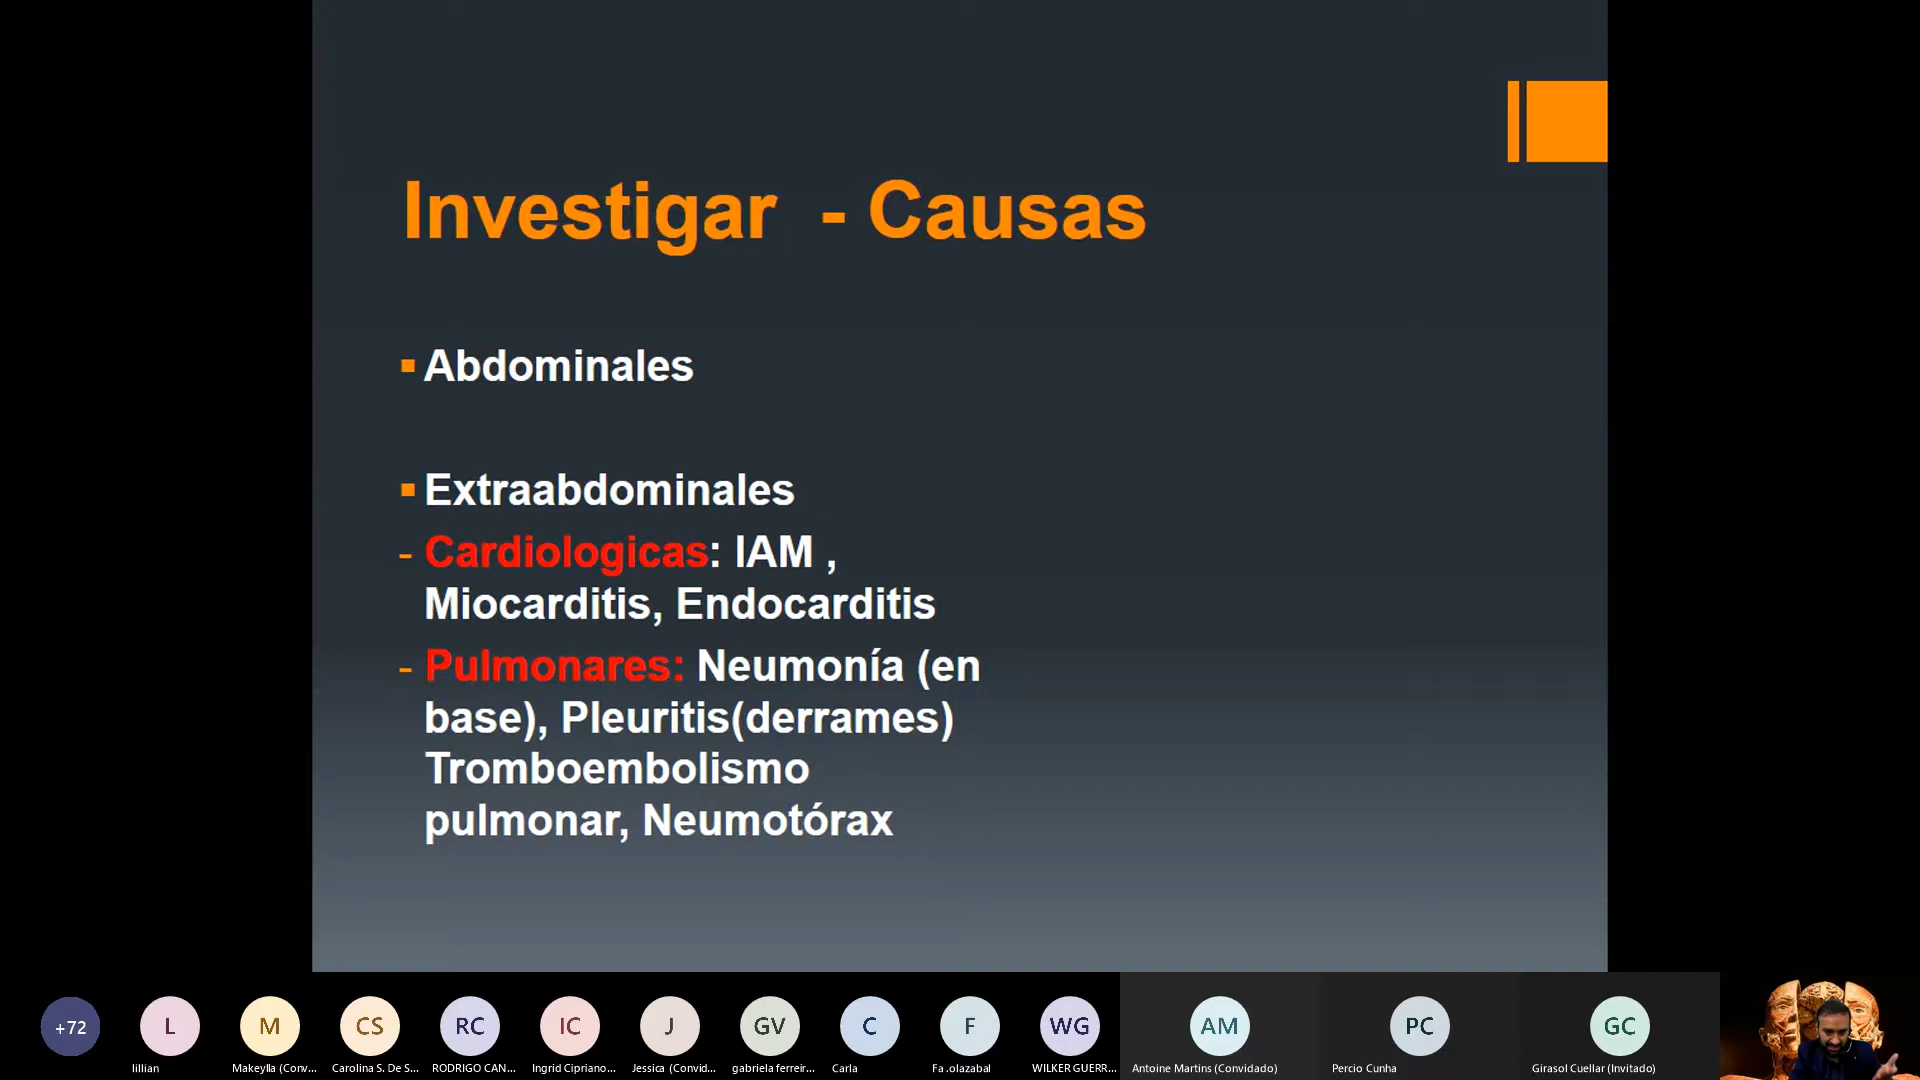 Investigar - Causas
Abdominales
Extraabdominales
- Cardiologicas: IAM ,
Miocarditis, Endocarditis
- Pulmonares: Neumonía (en
base), Pleuritis(derrames)
Tromboembolismo
pulmonar, Neumotórax
+72
L
M
CS
RC
IC
J
GV
C
F
WG
AM
PC
GC
lillian
Makeylla (Conv...
Carolina S. De S...
RODRIGO CAN...
Ingrid Cipriano...
Jessica (Convid...
gabriela ferreir...
Carla
Fa .olazabal
WILKER GUERR...
Antoine Martins (Convidado)
Percio Cunha
Girasol Cuellar (Invitado)